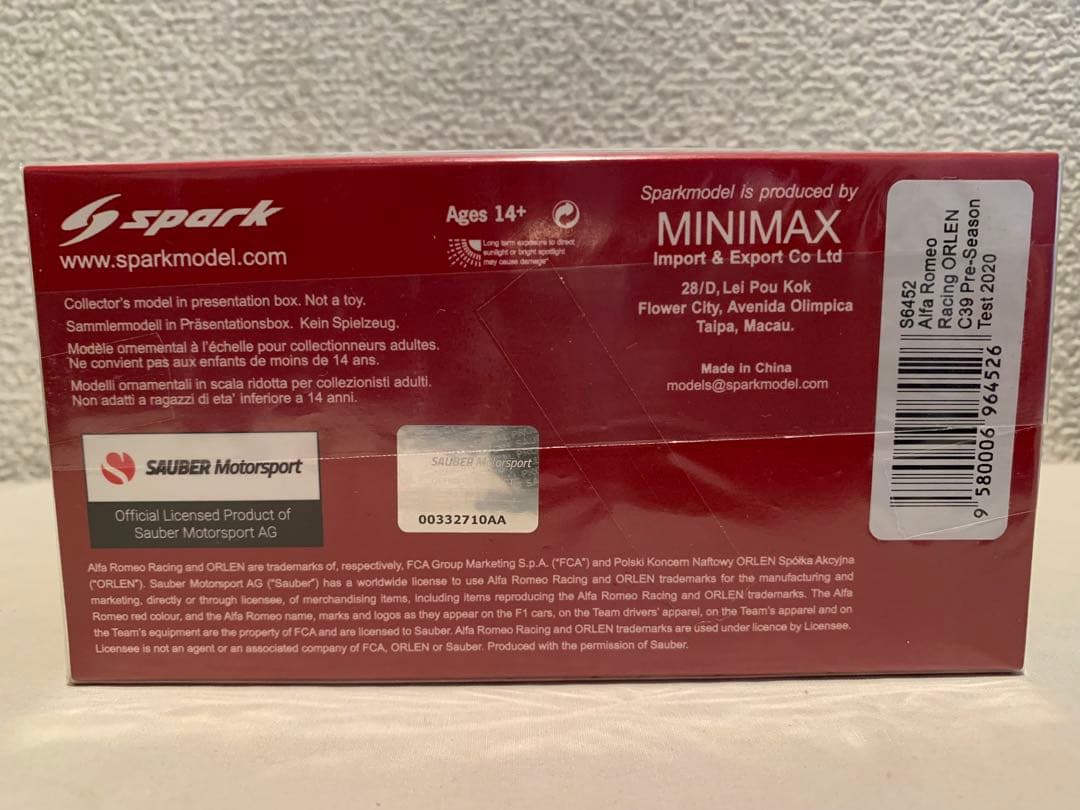 spark
www.sparkmodel.com
Collector's model in presentation box. Not a toy.
Sammlermodell in Präsentationsbox. Kein Spielzeug.
Modèle ornemental à l'échelle pour collectionneurs adultes.
Ne convient pas aux enfants de moins de 14 ans.
Modelli ornamentali in scala ridotta per collezionisti adulti.
Non adatti a ragazzi di eta' inferiore a 14 anni.
Ages 14+
Long term exposure to direct
sunlight or bright spotlight
may cause damage"
Sparkmodel is produced by
MINIMAX
Import & Export Co Ltd
28/D, Lei Pou Kok
Flower City, Avenida Olimpica
Taipa, Macau.
Made in China
models@sparkmodel.com
S6452
Alfa Romeo
Racing ORLEN
C39 Pre-Season
Test 2020
9 580006 964526
SAUBER Motorsport
Official Licensed Product of
Sauber Motorsport AG
SAUBER Motorsport
00332710AA
Alfa Romeo Racing and ORLEN are trademarks of, respectively, FCA Group Marketing S.p.A. ("FCA") and Polski Koncern Naftowy ORLEN Spółka Akcyjna
("ORLEN"). Sauber Motorsport AG ("Sauber") has a worldwide license to use Alfa Romeo Racing and ORLEN trademarks for the manufacturing and
marketing, directly or through licensee, of merchandising items, including items reproducing the Alfa Romeo Racing and ORLEN trademarks. The Alfa
Romeo red colour, and the Alfa Romeo name, marks and logos as they appear on the F1 cars, on the Team drivers' apparel, on the Team's apparel and on
the Team's equipment are the property of FCA and are licensed to Sauber. Alfa Romeo Racing and ORLEN trademarks are used under licence by Licensee.
Licensee is not an agent or an associated company of FCA, ORLEN or Sauber. Produced with the permission of Sauber.